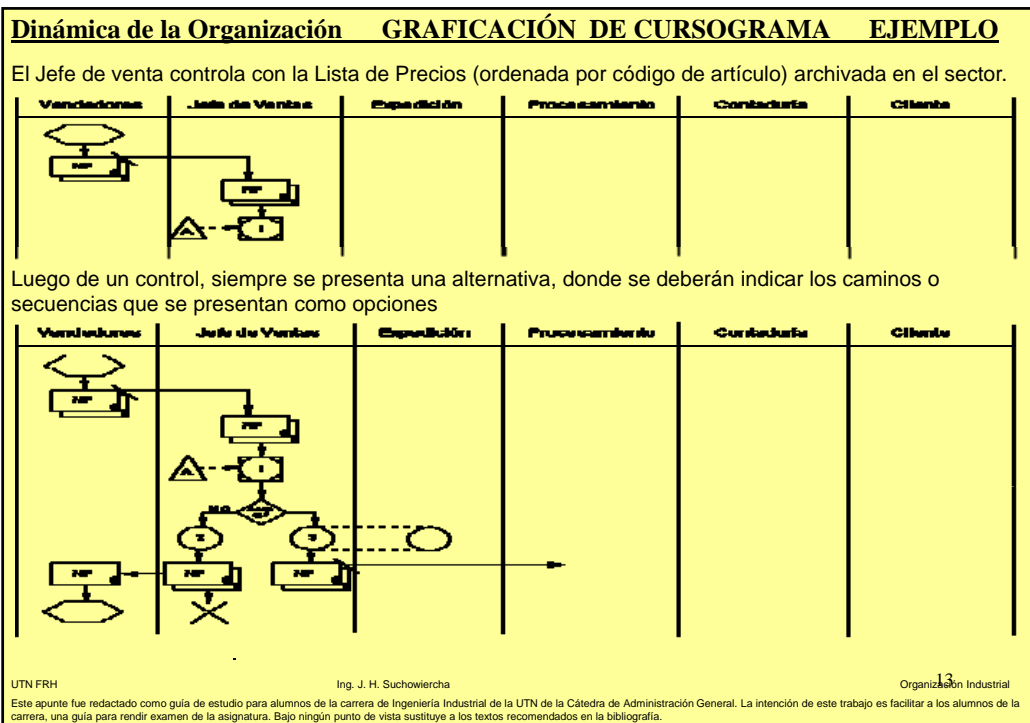 Dinámica de la Organización GRAFICACIÓN DE CURSOGRAMA EJEMPLO
El Jefe de venta controla con la Lista de Precios (ordenada por código de artículo) archivada en el sector.
Vendedores Jefe de Ventas Expedición Procesamiento Contaduría Cliente
NP
NP
A 1
Luego de un control, siempre se presenta una alternativa, donde se deberán indicar los caminos o
secuencias que se presentan como opciones
Vendedores Jefe de Ventas Expedición Procesamiento Contaduría Cliente
NP
NP
A 1
NO
2 3
NP NP NP
UTN FRH Ing. J. H. Suchowiercha Organización Industrial
13
Este apunte fue redactado como guía de estudio para alumnos de la carrera de Ingeniería Industrial de la UTN de la Cátedra de Administración General. La intención de este trabajo es facilitar a los alumnos de la
carrera, una guía para rendir examen de la asignatura. Bajo ningún punto de vista sustituye a los textos recomendados en la bibliografía.